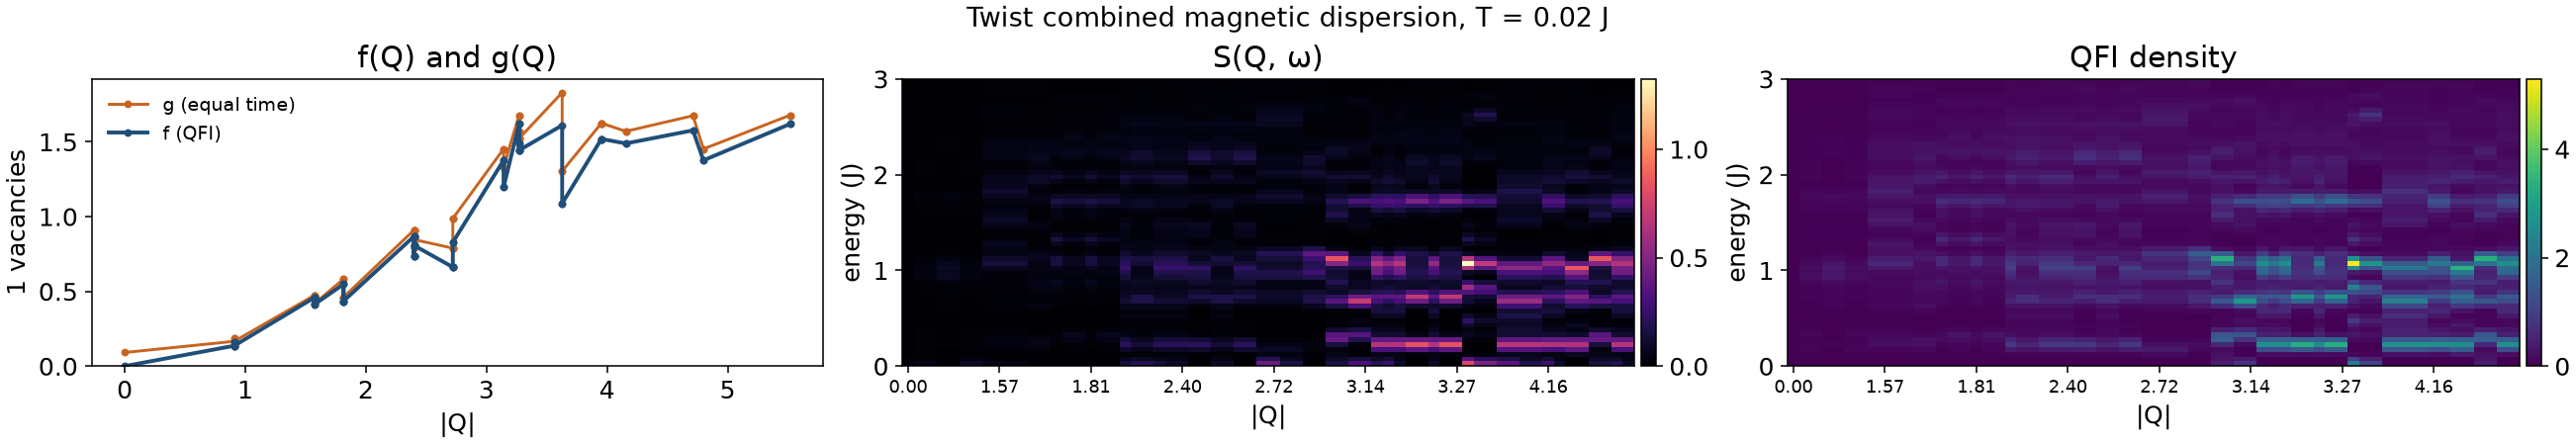 Twist combined magnetic dispersion, T = 0.02 J
f(Q) and g(Q)
g (equal time)
f (QFI)
1 vacancies
1.5
1.0
0.5
0.0
0 1 2 3 4 5
|Q|
S(Q, ω)
energy (J)
3
2
1
0
0.00 1.57 1.81 2.40 2.72 3.14 3.27 4.16
|Q|
1.0
0.5
0.0
QFI density
energy (J)
3
2
1
0
0.00 1.57 1.81 2.40 2.72 3.14 3.27 4.16
|Q|
4
2
0